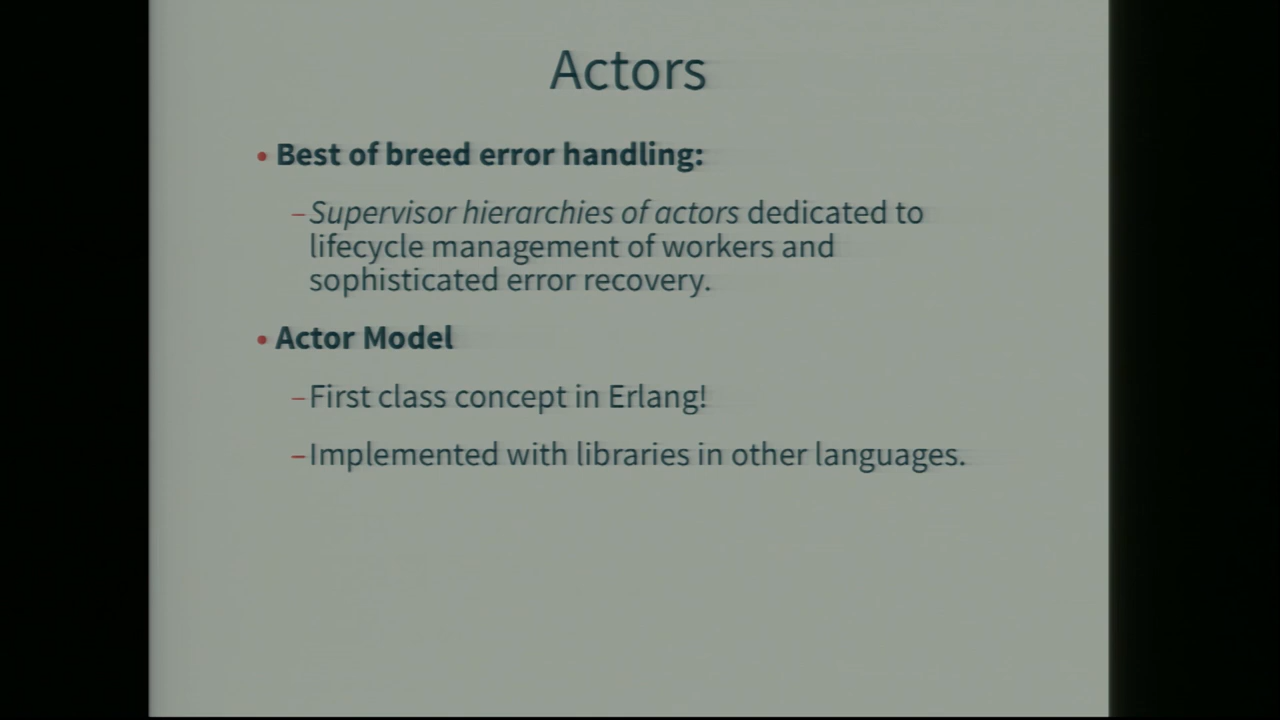 Actors
• Best of breed error handling:
–Supervisor hierarchies of actors dedicated to
lifecycle management of workers and
sophisticated error recovery.
• Actor Model
–First class concept in Erlang!
–Implemented with libraries in other languages.